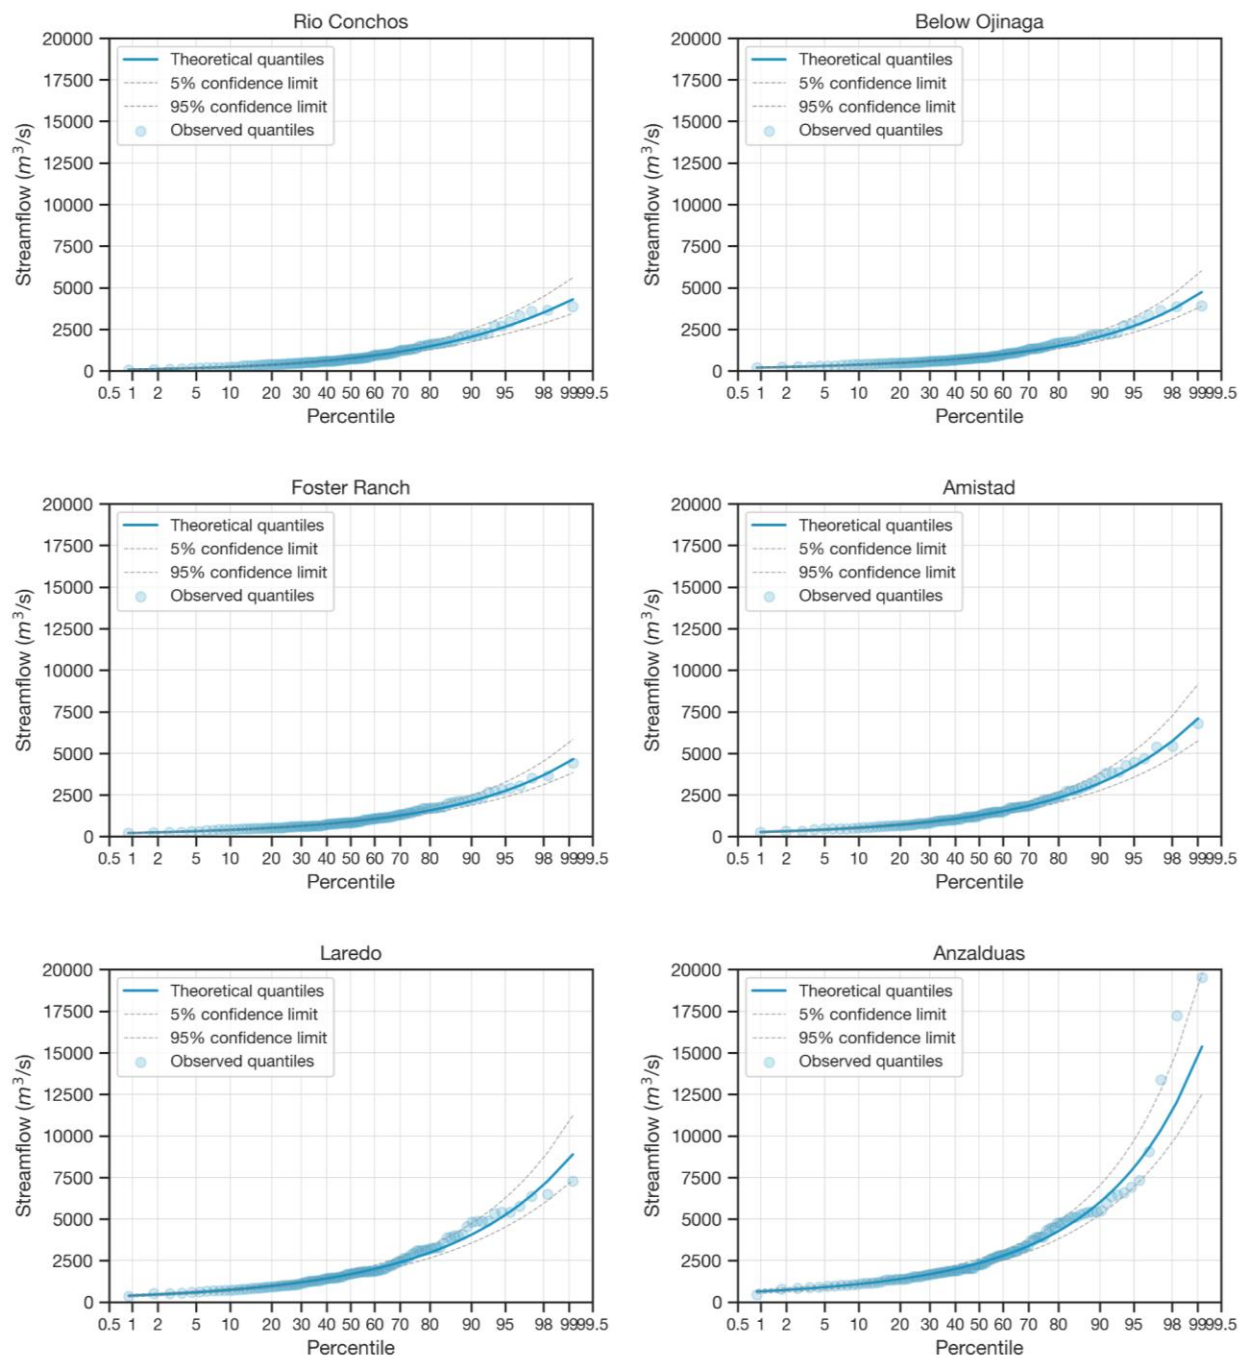 Rio Conchos
20000
17500
15000
12500
10000
7500
5000
2500
0
Streamflow (m³/s)
Theoretical quantiles
5% confidence limit
95% confidence limit
Observed quantiles
0.5 1 2 5 10 20 30 40 50 60 70 80 90 95 98 99 99.5
Percentile
Below Ojinaga
20000
17500
15000
12500
10000
7500
5000
2500
0
Streamflow (m³/s)
Theoretical quantiles
5% confidence limit
95% confidence limit
Observed quantiles
0.5 1 2 5 10 20 30 40 50 60 70 80 90 95 98 99 99.5
Percentile
Foster Ranch
20000
17500
15000
12500
10000
7500
5000
2500
0
Streamflow (m³/s)
Theoretical quantiles
5% confidence limit
95% confidence limit
Observed quantiles
0.5 1 2 5 10 20 30 40 50 60 70 80 90 95 98 99 99.5
Percentile
Amistad
20000
17500
15000
12500
10000
7500
5000
2500
0
Streamflow (m³/s)
Theoretical quantiles
5% confidence limit
95% confidence limit
Observed quantiles
0.5 1 2 5 10 20 30 40 50 60 70 80 90 95 98 99 99.5
Percentile
Laredo
20000
17500
15000
12500
10000
7500
5000
2500
0
Streamflow (m³/s)
Theoretical quantiles
5% confidence limit
95% confidence limit
Observed quantiles
0.5 1 2 5 10 20 30 40 50 60 70 80 90 95 98 99 99.5
Percentile
Anzalduas
20000
17500
15000
12500
10000
7500
5000
2500
0
Streamflow (m³/s)
Theoretical quantiles
5% confidence limit
95% confidence limit
Observed quantiles
0.5 1 2 5 10 20 30 40 50 60 70 80 90 95 98 99 99.5
Percentile